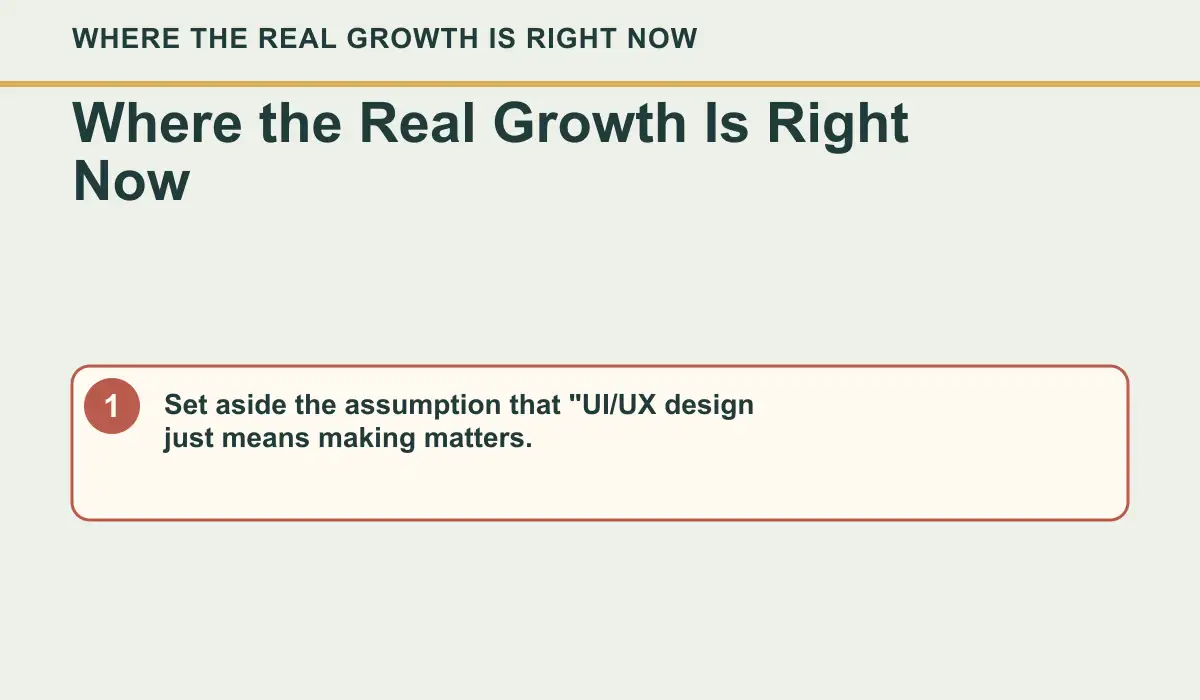 WHERE THE REAL GROWTH IS RIGHT NOW
Where the Real Growth Is Right
Now
1
Set aside the assumption that "UI/UX design
just means making matters.